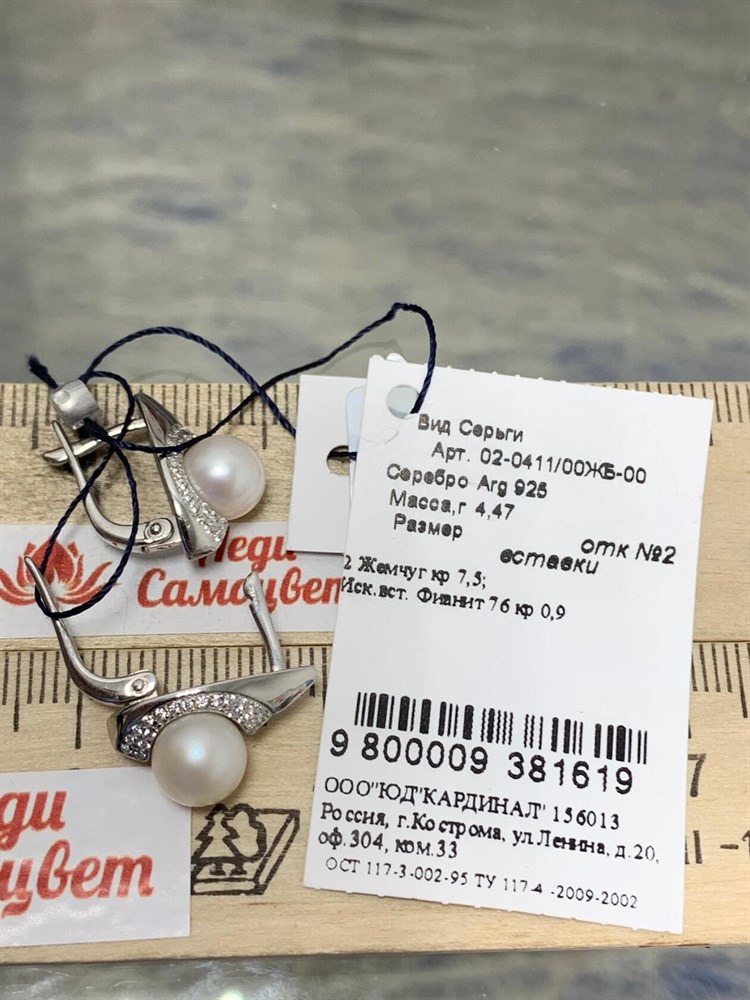 Вид Серьги
Арт. 02-0411/00ЖБ-00
Серебро Arg 925
Масса,г 4,47
Размер
отк №2
вставки
2 Жемчуг кр 7,5;
Иск.вст. Фианит 76 кр 0,9
9 800009 381619
ООО"ЮД"КАРДИНАЛ" 156013
Россия, г.Кострома, ул Ленина, д.20,
оф.304, ком.33
ОСТ 117-3-002-95 ТУ 117-4 -2009-2002
Леди
Самоцвет
еди
цвет
7